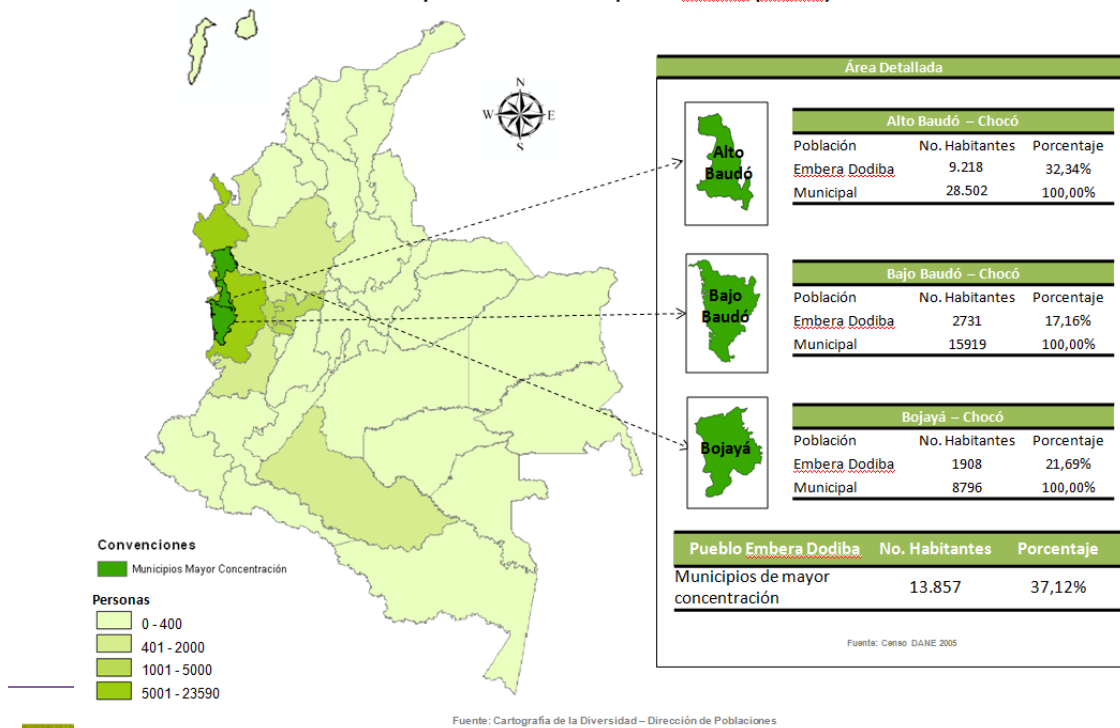 N
W E
S
Área Detallada
Alto
Baudó
Alto Baudó – Chocó
Población No. Habitantes Porcentaje
Embera Dodiba 9.218 32,34%
Municipal 28.502 100,00%
Bajo
Baudó
Bajo Baudó – Chocó
Población No. Habitantes Porcentaje
Embera Dodiba 2731 17,16%
Municipal 15919 100,00%
Bojayá
Bojayá – Chocó
Población No. Habitantes Porcentaje
Embera Dodiba 1908 21,69%
Municipal 8796 100,00%
Pueblo Embera Dodiba No. Habitantes Porcentaje
Municipios de mayor
concentración 13.857 37,12%
Fuente: Censo DANE 2005
Convenciones
Municipios Mayor Concentración
Personas
0 - 400
401 - 2000
1001 - 5000
5001 - 23590
Fuente: Cartografía de la Diversidad – Dirección de Poblaciones